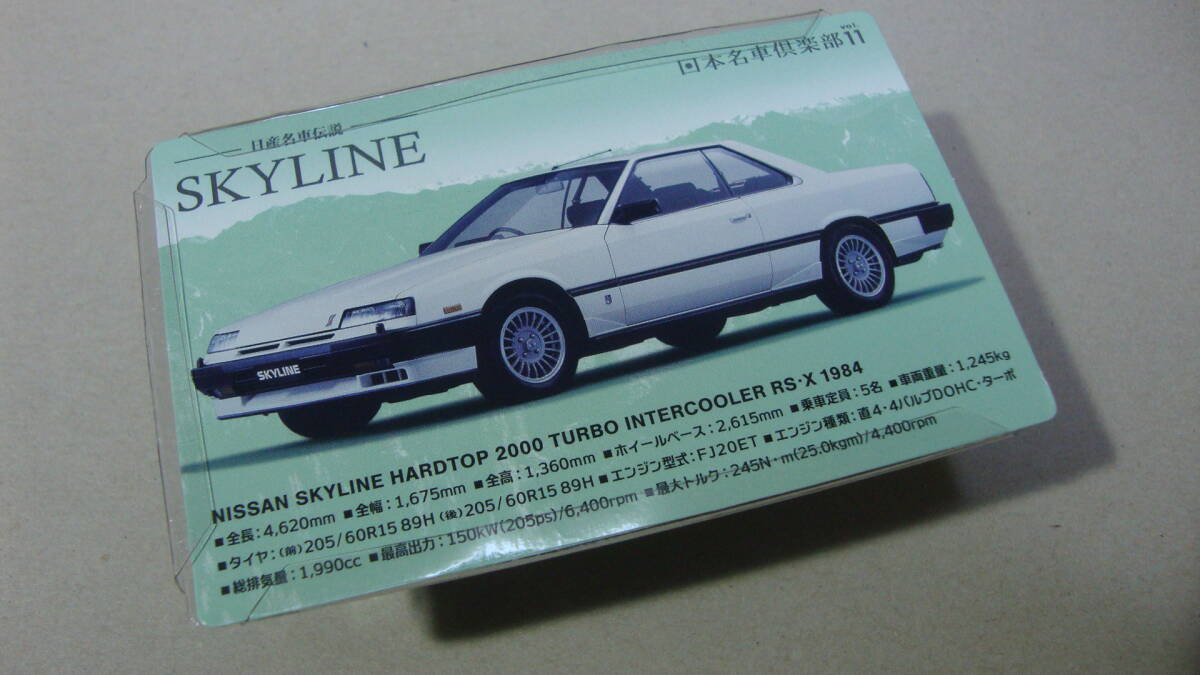 日産名車伝説
SKYLINE
日本名車倶楽部 vol. 11
SKYLINE
NISSAN SKYLINE HARDTOP 2000 TURBO INTERCOOLER RS·X 1984
■全長:4,620mm ■全幅:1,675mm ■全高:1,360mm ■ホイールベース:2,615mm ■乗車定員:5名 ■車両重量:1,245kg
■タイヤ:(前)205/60R15 89H (後)205/60R15 89H ■エンジン型式:FJ20ET ■エンジン種類:直4·4バルブDOHC·ターボ
■総排気量:1,990cc ■最高出力:150kW(205ps)/6,400rpm ■最大トルク:245N·m(25.0kgm)/4,400rpm